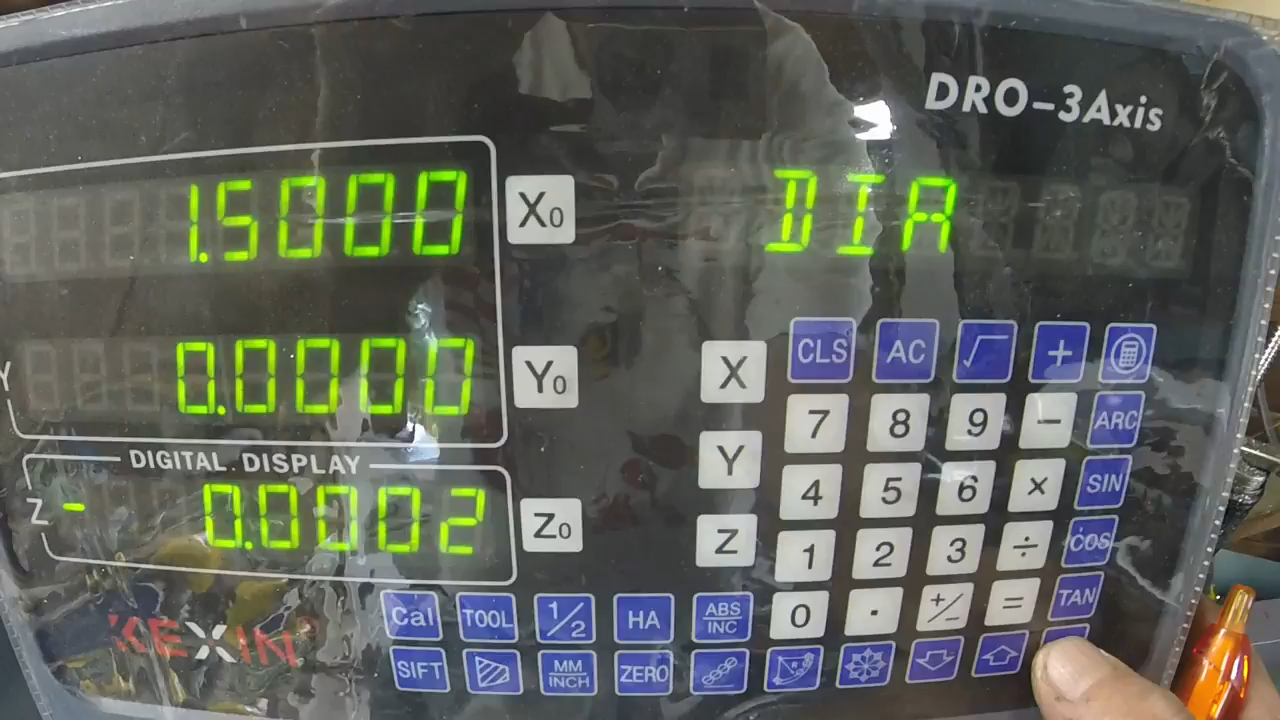 DRO-3Axis
1.5000 X0 DIA
Y 0.0000 Y0
DIGITAL DISPLAY
Z - 0.0002 Z0
X CLS AC √ +
7 8 9 - ARC
Y 4 5 6 × SIN
Z 1 2 3 ÷ COS
0 . +/- = TAN
Cal TOOL 1/2 HA ABS/INC
SIFT MM/INCH ZERO R
KEXIN